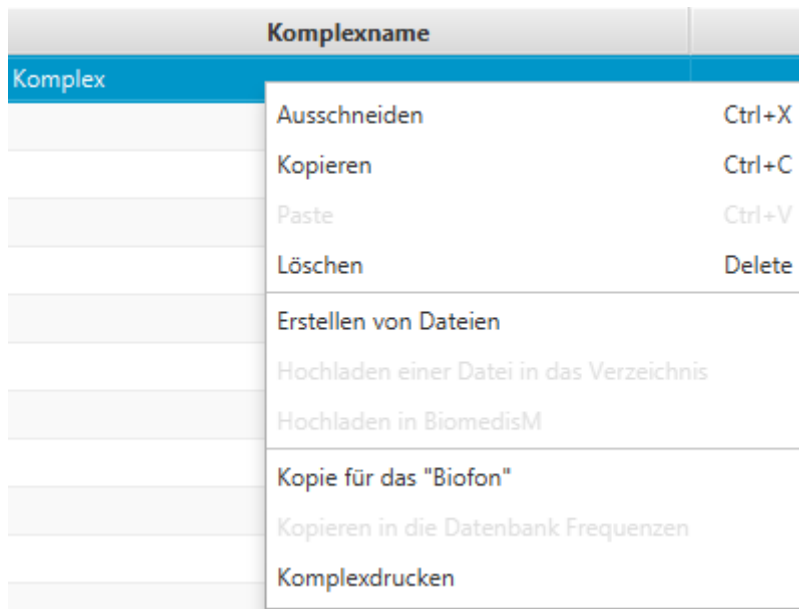 Komplexname
Komplex
Ausschneiden Ctrl+X
Kopieren Ctrl+C
Paste Ctrl+V
Löschen Delete
Erstellen von Dateien
Hochladen einer Datei in das Verzeichnis
Hochladen in BiomedisM
Kopie für das "Biofon"
Kopieren in die Datenbank Frequenzen
Komplexdrucken